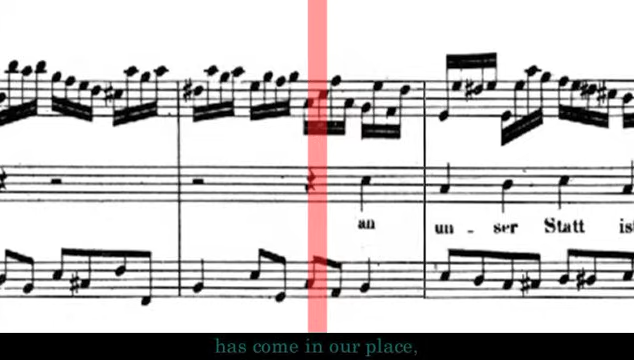 an un - ser Statt ist
has come in our place,